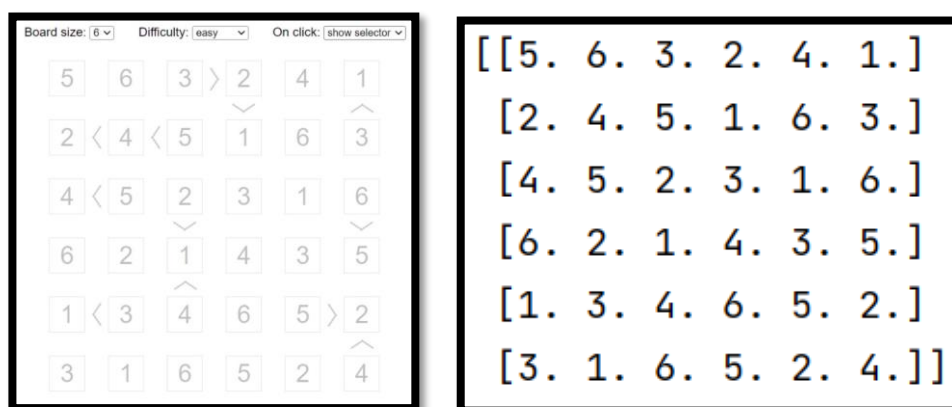 Board size: 6 Difficulty: easy On click: show selector
5 6 3 > 2 4 1
2 < 4 < 5 1 6 3
4 < 5 2 3 1 6
6 2 1 4 3 5
1 < 3 4 6 5 > 2
3 1 6 5 2 4
[[5. 6. 3. 2. 4. 1.]
[2. 4. 5. 1. 6. 3.]
[4. 5. 2. 3. 1. 6.]
[6. 2. 1. 4. 3. 5.]
[1. 3. 4. 6. 5. 2.]
[3. 1. 6. 5. 2. 4.]]